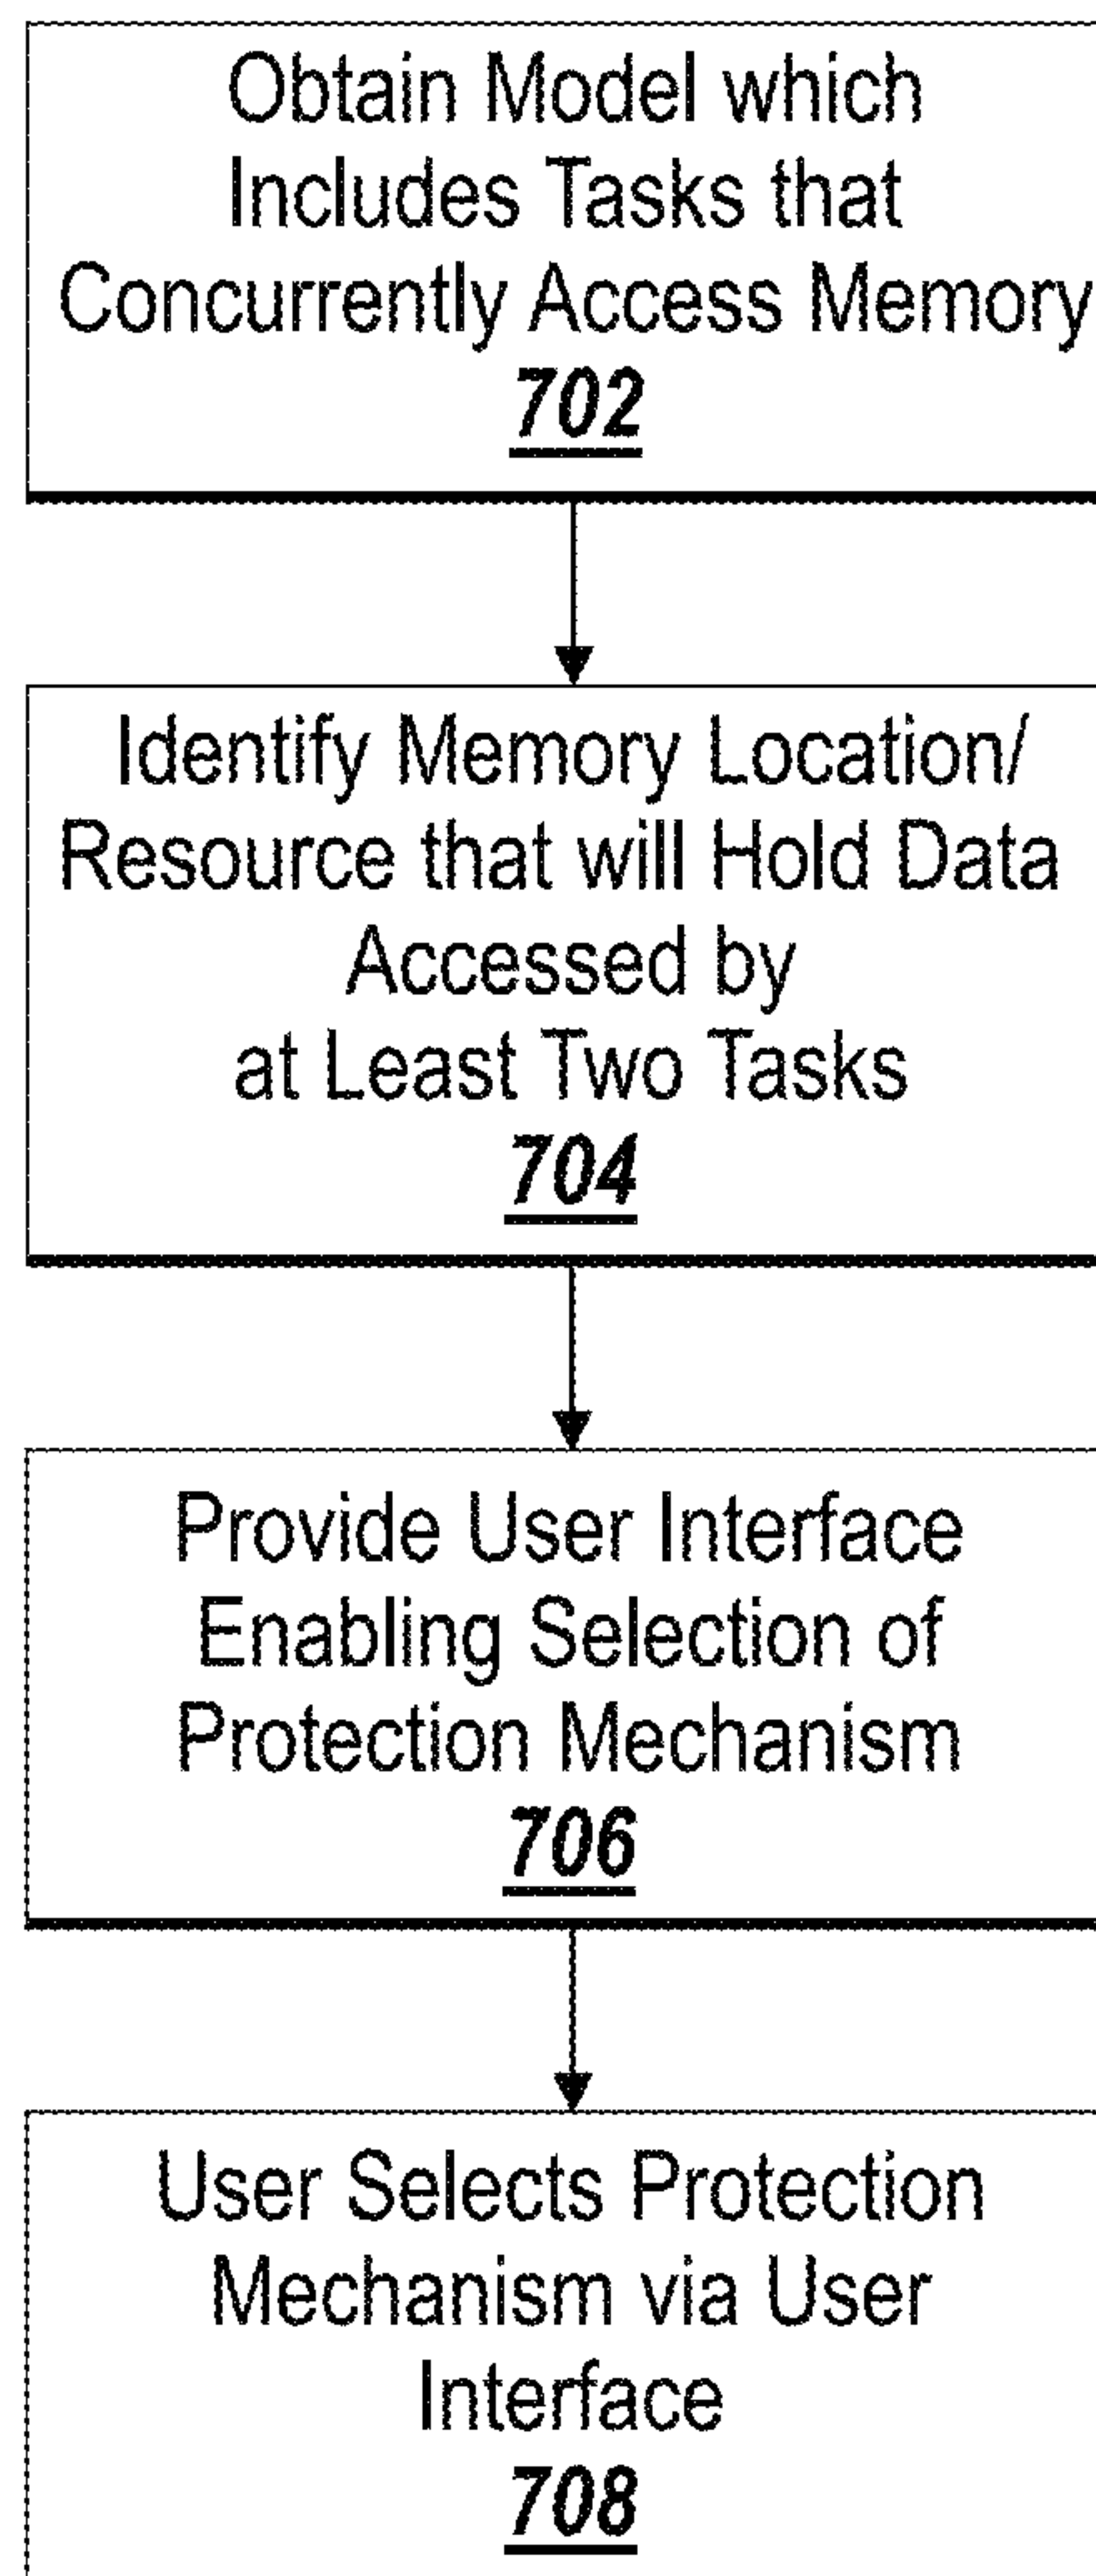 Obtain Model which
Includes Tasks that
Concurrently Access Memory
702
Identify Memory Location/
Resource that will Hold Data
Accessed by
at Least Two Tasks
704
Provide User Interface
Enabling Selection of
Protection Mechanism
706
User Selects Protection
Mechanism via User
Interface
708